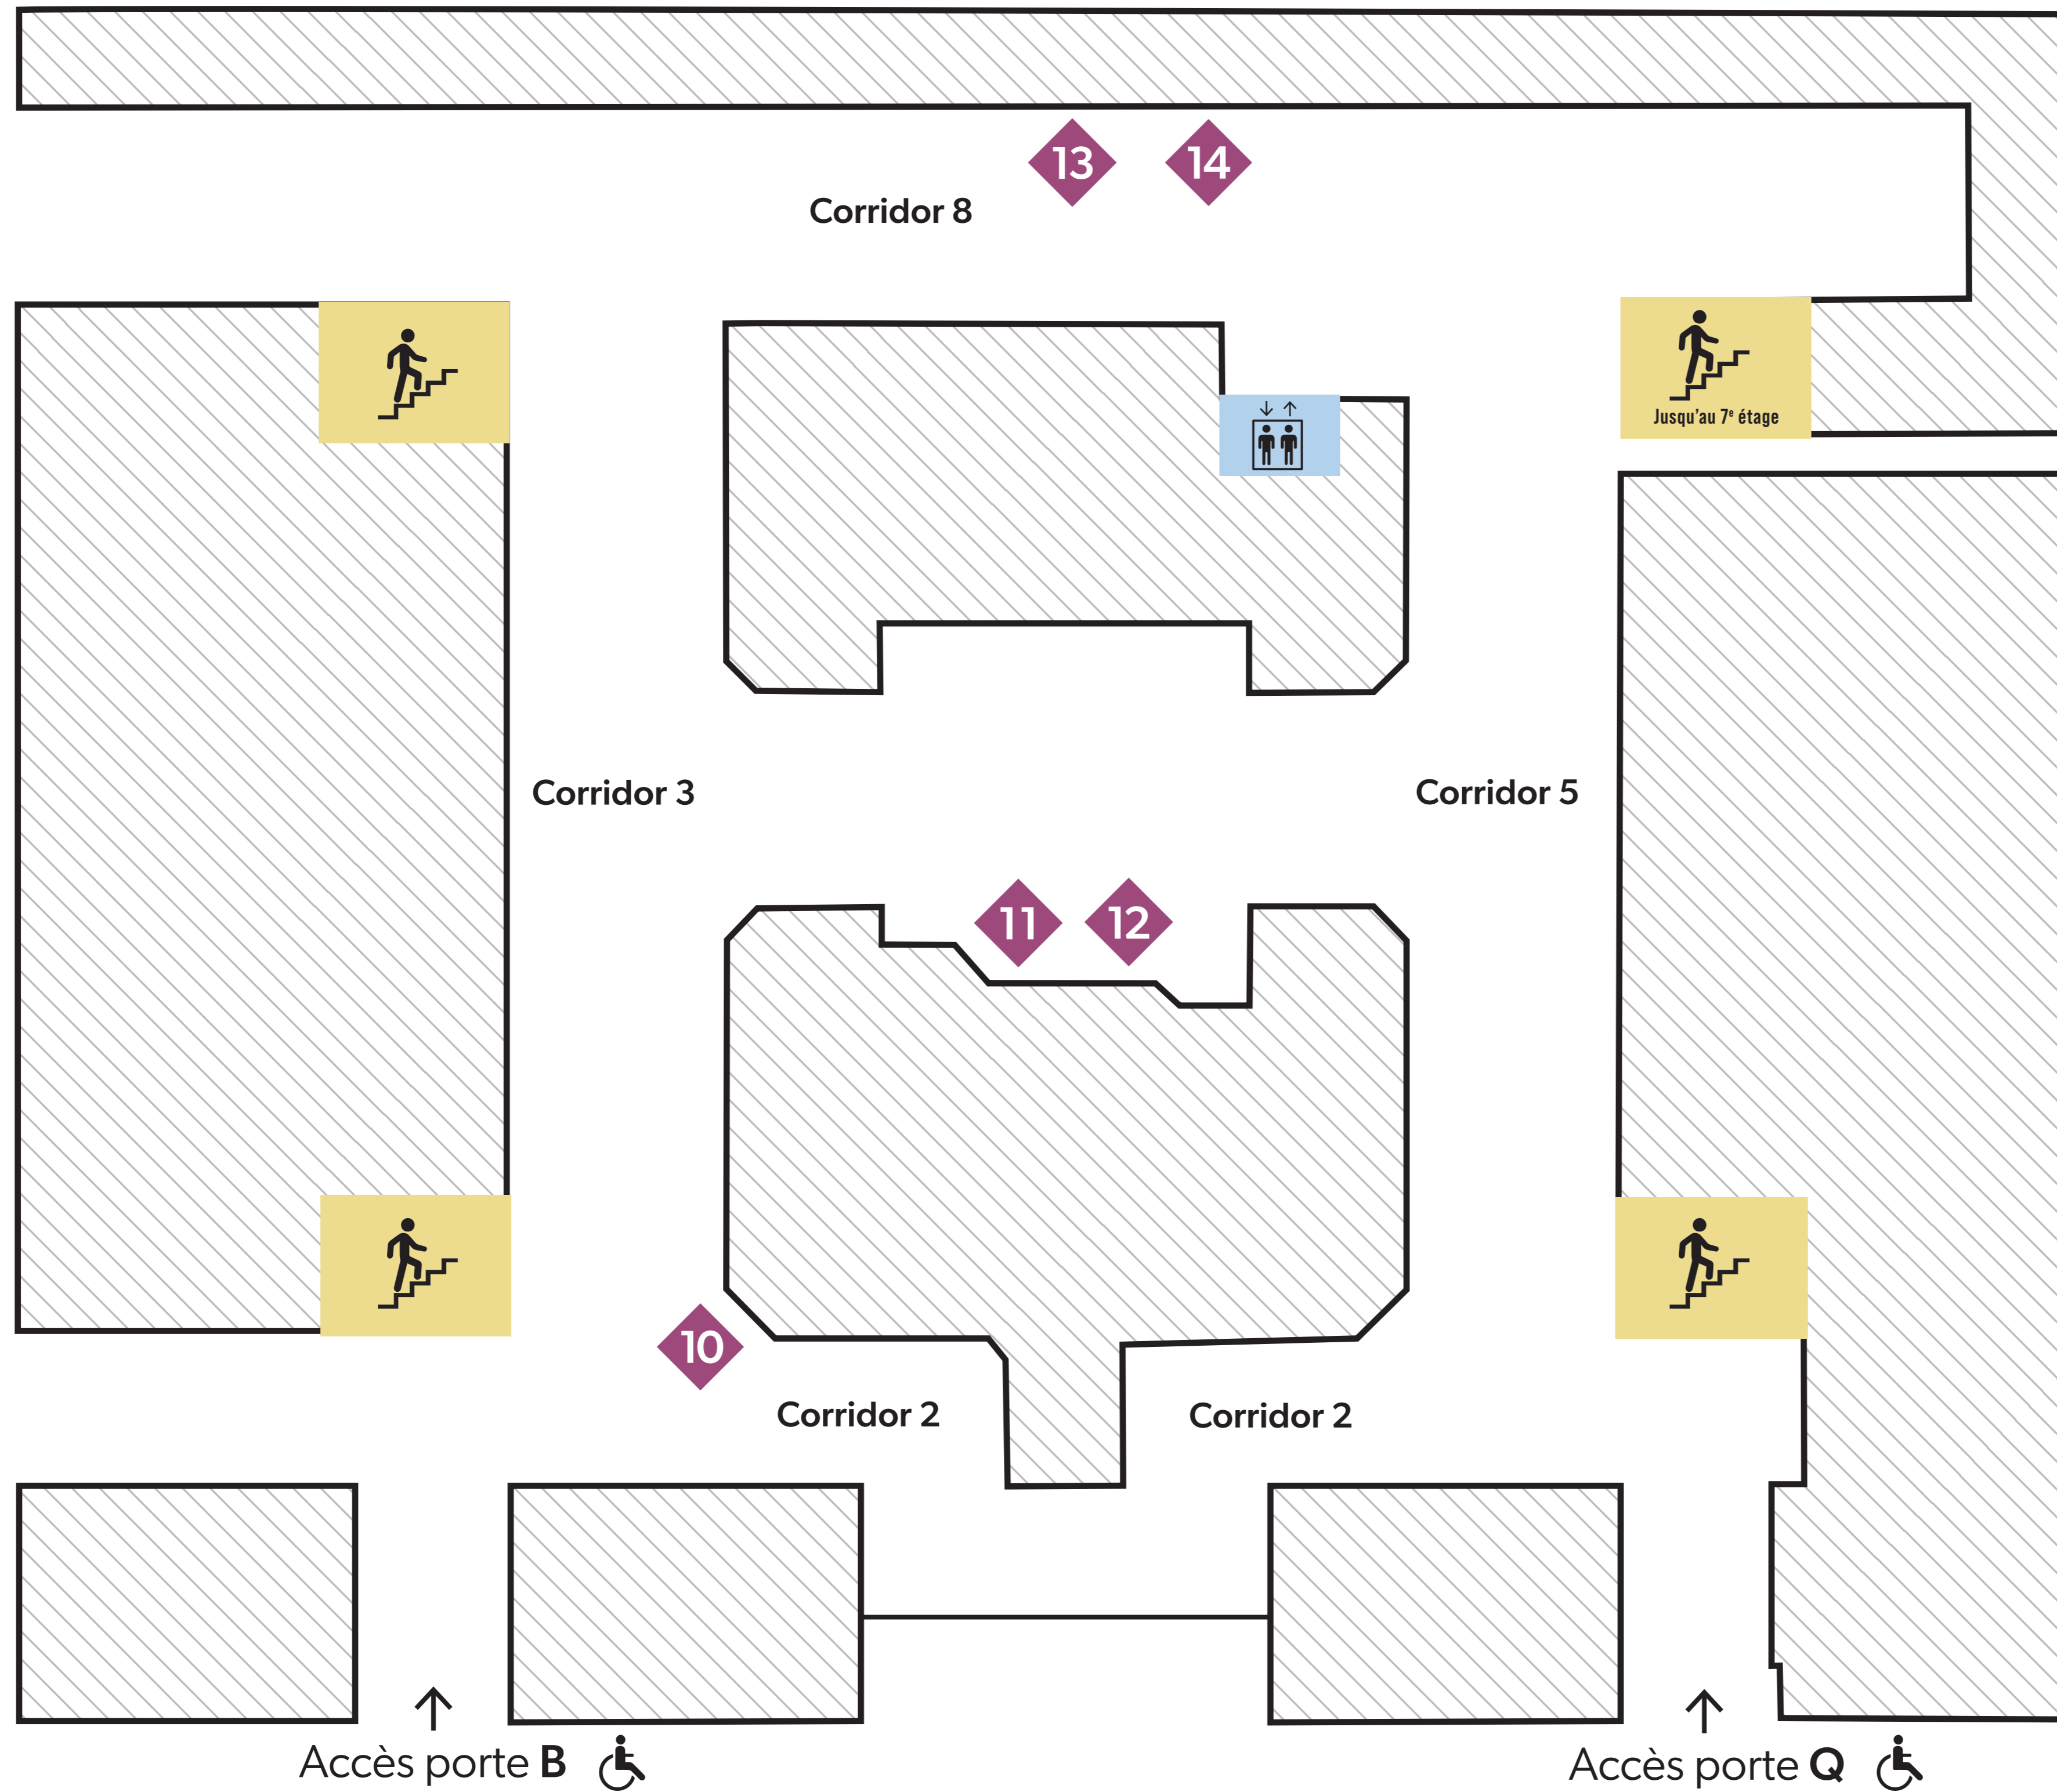 13 14
Corridor 8
Jusqu'au 7e étage
Corridor 3
Corridor 5
11 12
10
Corridor 2
Corridor 2
Accès porte B
Accès porte Q